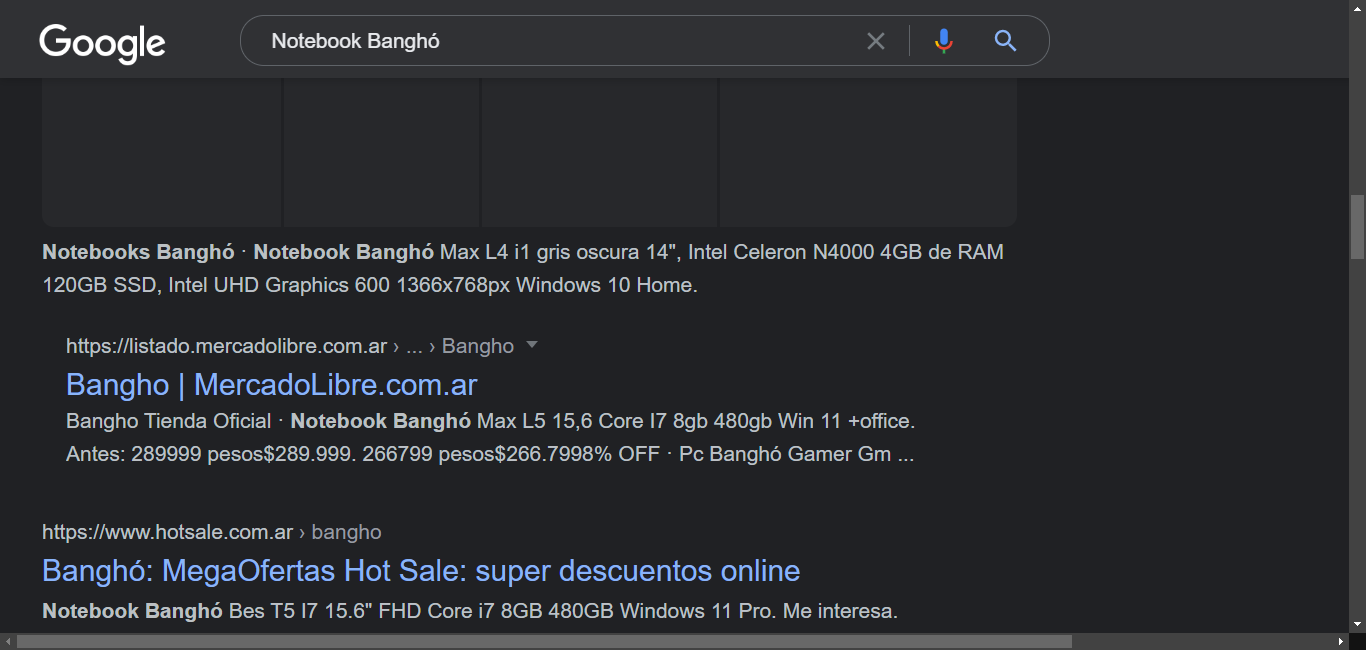 Google
Notebook Banghó
Notebooks Banghó · Notebook Banghó Max L4 i1 gris oscura 14", Intel Celeron N4000 4GB de RAM
120GB SSD, Intel UHD Graphics 600 1366x768px Windows 10 Home.
https://listado.mercadolibre.com.ar › ... › Bangho
Bangho | MercadoLibre.com.ar
Bangho Tienda Oficial · Notebook Banghó Max L5 15,6 Core I7 8gb 480gb Win 11 +office.
Antes: 289999 pesos$289.999. 266799 pesos$266.7998% OFF · Pc Banghó Gamer Gm ...
https://www.hotsale.com.ar › bangho
Banghó: MegaOfertas Hot Sale: super descuentos online
Notebook Banghó Bes T5 I7 15.6" FHD Core i7 8GB 480GB Windows 11 Pro. Me interesa.